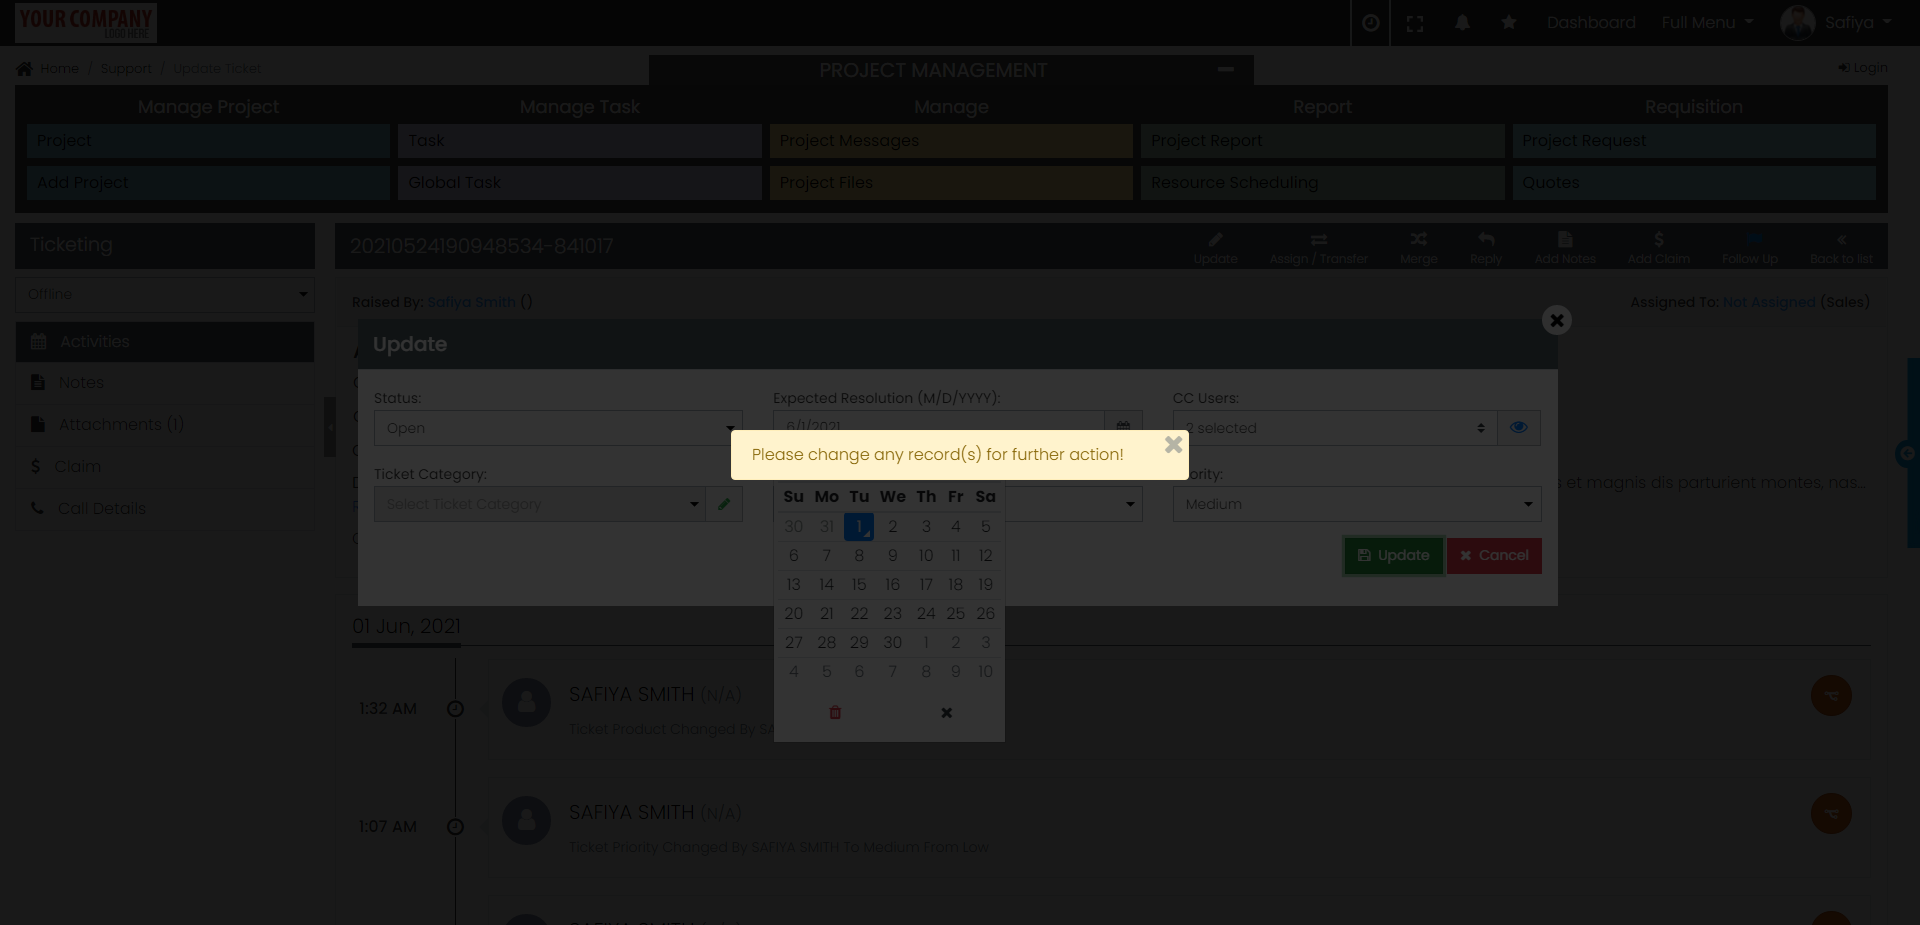 YOUR COMPANY
LOGO HERE
Dashboard
Full Menu
Safiya
Home / Support / Update Ticket
PROJECT MANAGEMENT
Login
Manage Project
Manage Task
Manage
Report
Requisition
Project
Task
Project Messages
Project Report
Project Request
Add Project
Global Task
Project Files
Resource Scheduling
Quotes
Ticketing
20210524190948534-841017
Update
Assign / Transfer
Merge
Reply
Add Notes
Add Claim
Follow Up
Back to list
Offline
Raised By: Safiya Smith ()
Assigned To: Not Assigned (Sales)
Activities
Notes
Attachments (1)
Claim
Call Details
Update
Status:
Expected Resolution (M/D/YYYY):
CC Users:
Open
6/1/2021
2 selected
Please change any record(s) for further action!
Ticket Category:
Select Ticket Category
Medium
s et magnis dis parturient montes, nas...
Su Mo Tu We Th Fr Sa
30 31 1 2 3 4 5
6 7 8 9 10 11 12
13 14 15 16 17 18 19
20 21 22 23 24 25 26
27 28 29 30 1 2 3
4 5 6 7 8 9 10
Update
Cancel
01 Jun, 2021
1:32 AM
SAFIYA SMITH (N/A)
Ticket Product Changed By
1:07 AM
SAFIYA SMITH (N/A)
Ticket Priority Changed By SAFIYA SMITH To Medium From Low